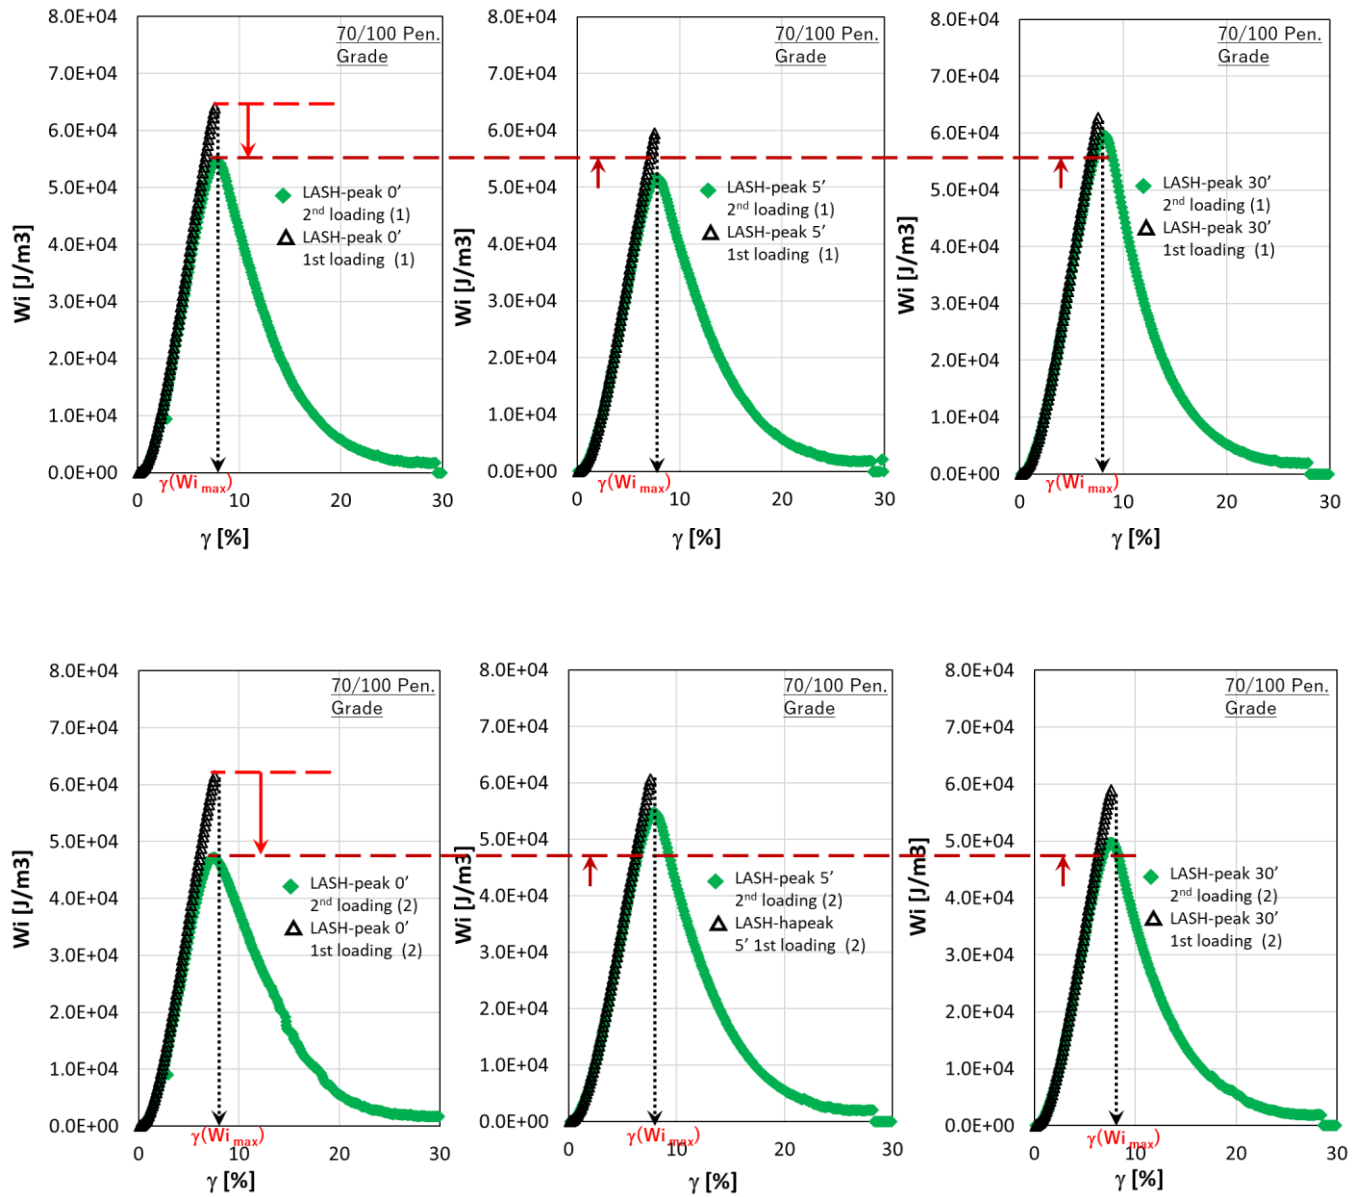 8.0E+04
7.0E+04
6.0E+04
5.0E+04
4.0E+04
3.0E+04
2.0E+04
1.0E+04
0.0E+00
Wi [J/m3]
70/100 Pen.
Grade
LASH-peak 0'
2nd loading (1)
LASH-peak 0'
1st loading (1)
γ(Wi max)
0
10
20
30
γ [%]
8.0E+04
7.0E+04
6.0E+04
5.0E+04
4.0E+04
3.0E+04
2.0E+04
1.0E+04
0.0E+00
Wi [J/m3]
70/100 Pen.
Grade
LASH-peak 5'
2nd loading (1)
LASH-peak 5'
1st loading (1)
γ(Wi max)
0
10
20
30
γ [%]
8.0E+04
7.0E+04
6.0E+04
5.0E+04
4.0E+04
3.0E+04
2.0E+04
1.0E+04
0.0E+00
Wi [J/m3]
70/100 Pen.
Grade
LASH-peak 30'
2nd loading (1)
LASH-peak 30'
1st loading (1)
γ(Wi max)
0
10
20
30
γ [%]
8.0E+04
7.0E+04
6.0E+04
5.0E+04
4.0E+04
3.0E+04
2.0E+04
1.0E+04
0.0E+00
Wi [J/m3]
70/100 Pen.
Grade
LASH-peak 0'
2nd loading (2)
LASH-peak 0'
1st loading (2)
γ(Wi max)
0
10
20
30
γ [%]
8.0E+04
7.0E+04
6.0E+04
5.0E+04
4.0E+04
3.0E+04
2.0E+04
1.0E+04
0.0E+00
Wi [J/m3]
70/100 Pen.
Grade
LASH-peak 5'
2nd loading (2)
LASH-hapeak
5' 1st loading (2)
γ(Wi max)
0
10
20
30
γ [%]
8.0E+04
7.0E+04
6.0E+04
5.0E+04
4.0E+04
3.0E+04
2.0E+04
1.0E+04
0.0E+00
Wi [J/m3]
70/100 Pen.
Grade
LASH-peak 30'
2nd loading (2)
LASH-peak 30'
1st loading (2)
γ(Wi max)
0
10
20
30
γ [%]